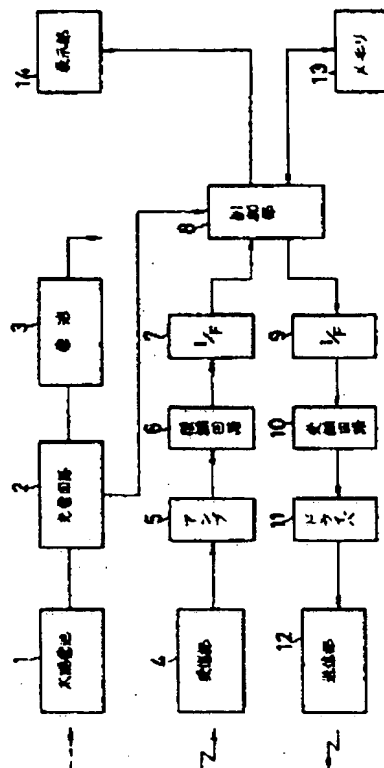 14
表示部
13
メモリ
8
制御部
3
電池
7
I/F
9
I/F
2
充電回路
6
復調回路
10
変調回路
5
アンプ
11
ドライバ
1
太陽電池
4
受信部
12
送信部